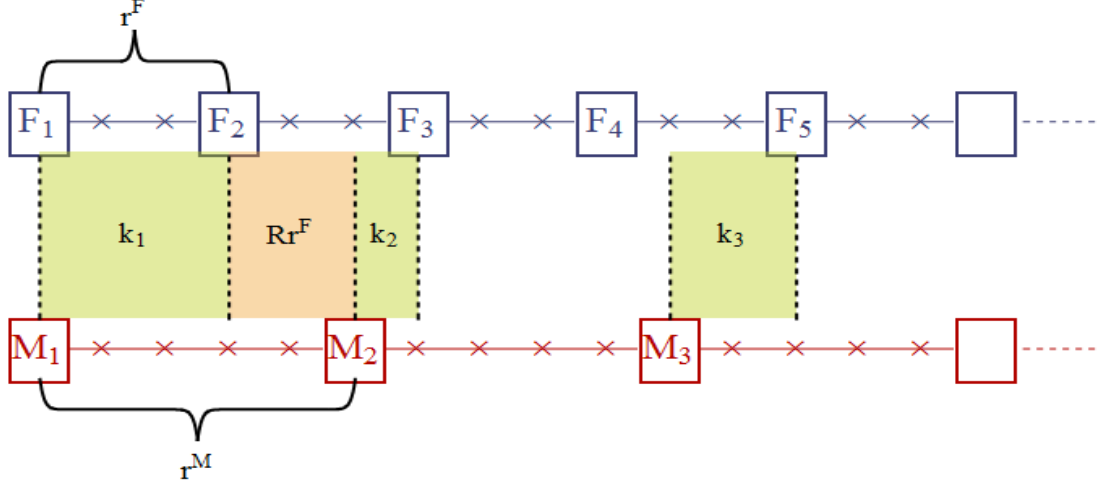 r^F
F₁ F₂ F₃ F₄ F₅
k₁ Rr^F k₂ k₃
M₁ M₂ M₃
r^M